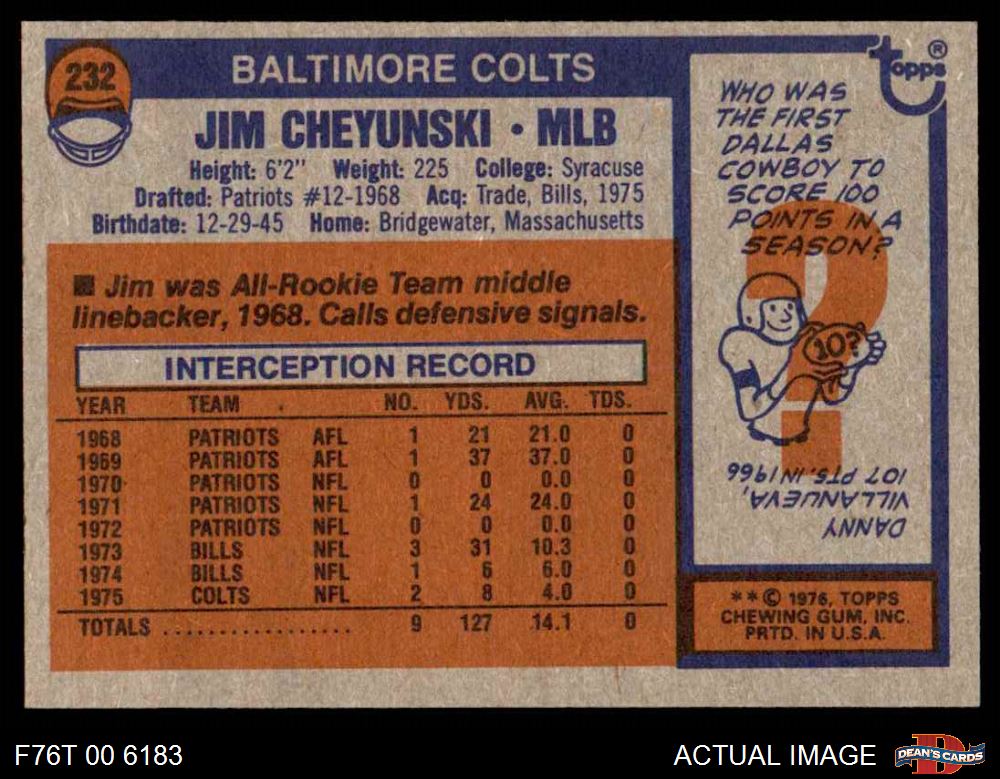 232
BALTIMORE COLTS
JIM CHEYUNSKI • MLB
Height: 6'2" Weight: 225 College: Syracuse
Drafted: Patriots #12-1968 Acq: Trade, Bills, 1975
Birthdate: 12-29-45 Home: Bridgewater, Massachusetts
■ Jim was All-Rookie Team middle
linebacker, 1968. Calls defensive signals.
INTERCEPTION RECORD
YEAR TEAM NO. YDS. AVG. TDS.
1968 PATRIOTS AFL 1 21 21.0 0
1969 PATRIOTS AFL 1 37 37.0 0
1970 PATRIOTS NFL 0 0 0.0 0
1971 PATRIOTS NFL 1 24 24.0 0
1972 PATRIOTS NFL 0 0 0.0 0
1973 BILLS NFL 3 31 10.3 0
1974 BILLS NFL 1 6 6.0 0
1975 COLTS NFL 2 8 4.0 0
TOTALS .................. 9 127 14.1 0
topps ®
WHO WAS
THE FIRST
DALLAS
COWBOY TO
SCORE 100
POINTS IN A
SEASON?
?
10?
DANNY
VILLANUEVA,
107 PTS. IN 1966
**© 1976, TOPPS
CHEWING GUM, INC.
PRTD. IN U.S.A.
F76T 00 6183
ACTUAL IMAGE
D
DEAN'S CARDS